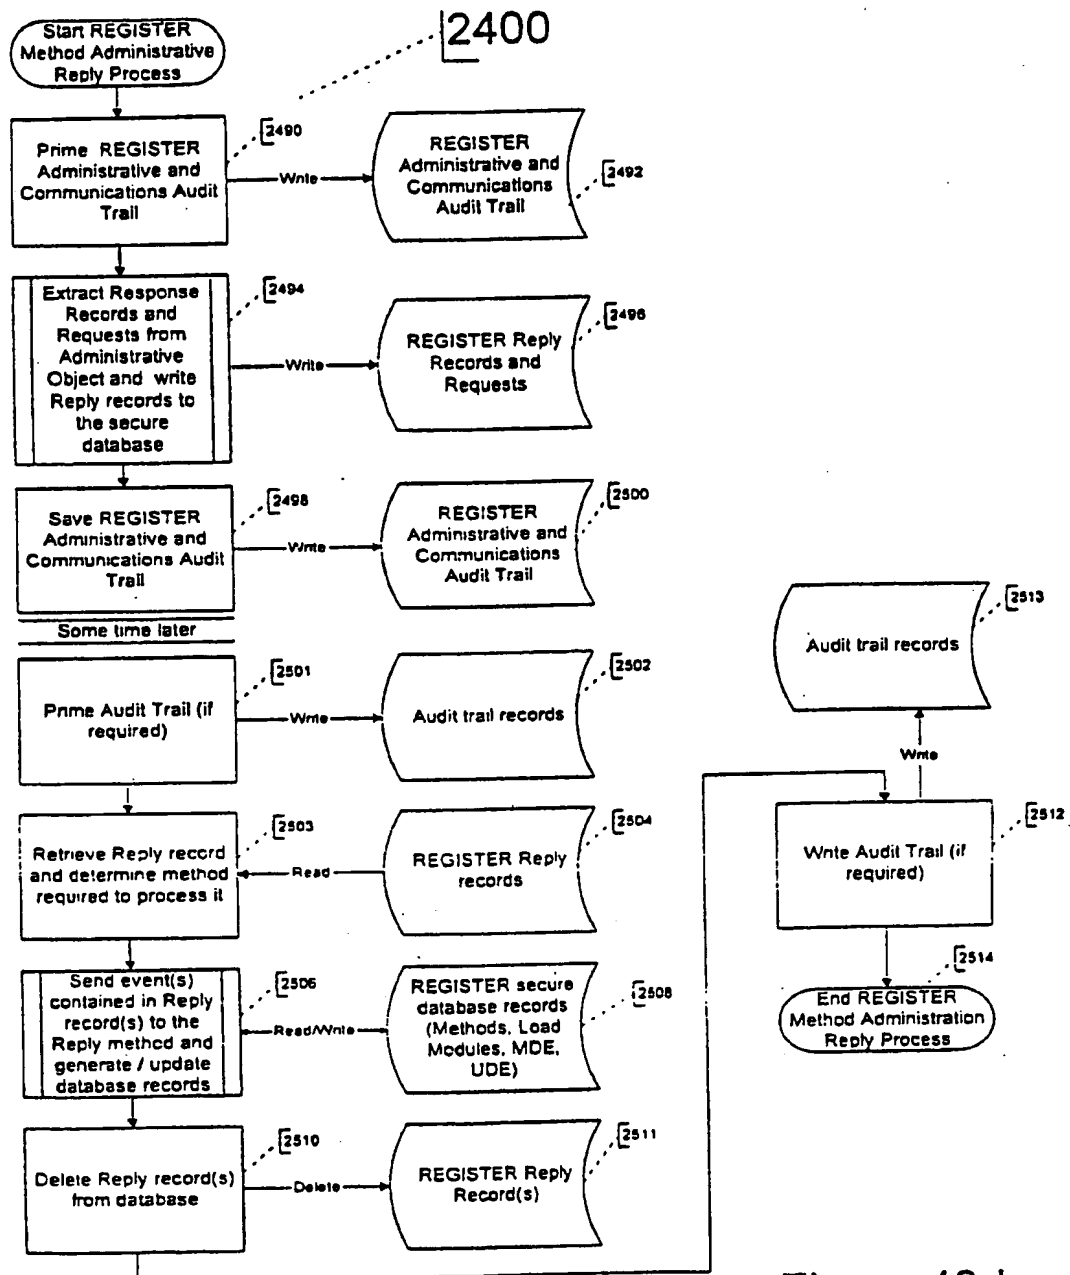 2400
Start REGISTER
Method Administrative
Reply Process
2490
Prime REGISTER
Administrative and
Communications Audit
Trail
Write
REGISTER
Administrative and
Communications
Audit Trail
2492
Extract Response
Records and
Requests from
Administrative
Object and write
Reply records to
the secure
database
2494
Write
REGISTER Reply
Records and
Requests
2496
Save REGISTER
Administrative and
Communications Audit
Trail
2498
Write
REGISTER
Administrative and
Communications
Audit Trail
2500
Some time later
Prime Audit Trail (if
required)
2501
Write
Audit trail records
2502
Retrieve Reply record
and determine method
required to process it
2503
Read
REGISTER Reply
records
2504
Send event(s)
contained in Reply
record(s) to the
Reply method and
generate / update
database records
2506
Read/Write
REGISTER secure
database records
(Methods, Load
Modules, MDE,
UDE)
2508
Delete Reply record(s)
from database
2510
Delete
REGISTER Reply
Record(s)
2511
Audit trail records
2513
Write
Write Audit Trail (if
required)
2512
2514
End REGISTER
Method Administration
Reply Process